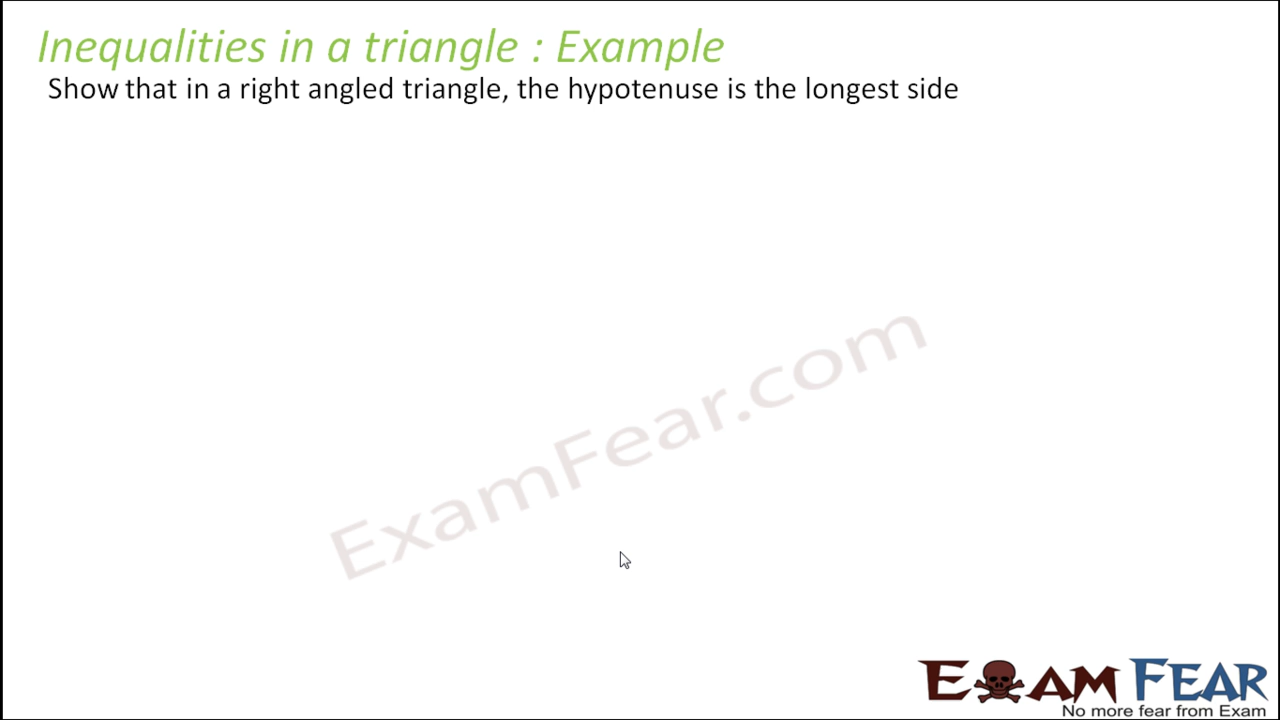 Inequalities in a triangle : Example
Show that in a right angled triangle, the hypotenuse is the longest side
ExamFear.com
EXAM FEAR
No more fear from Exam